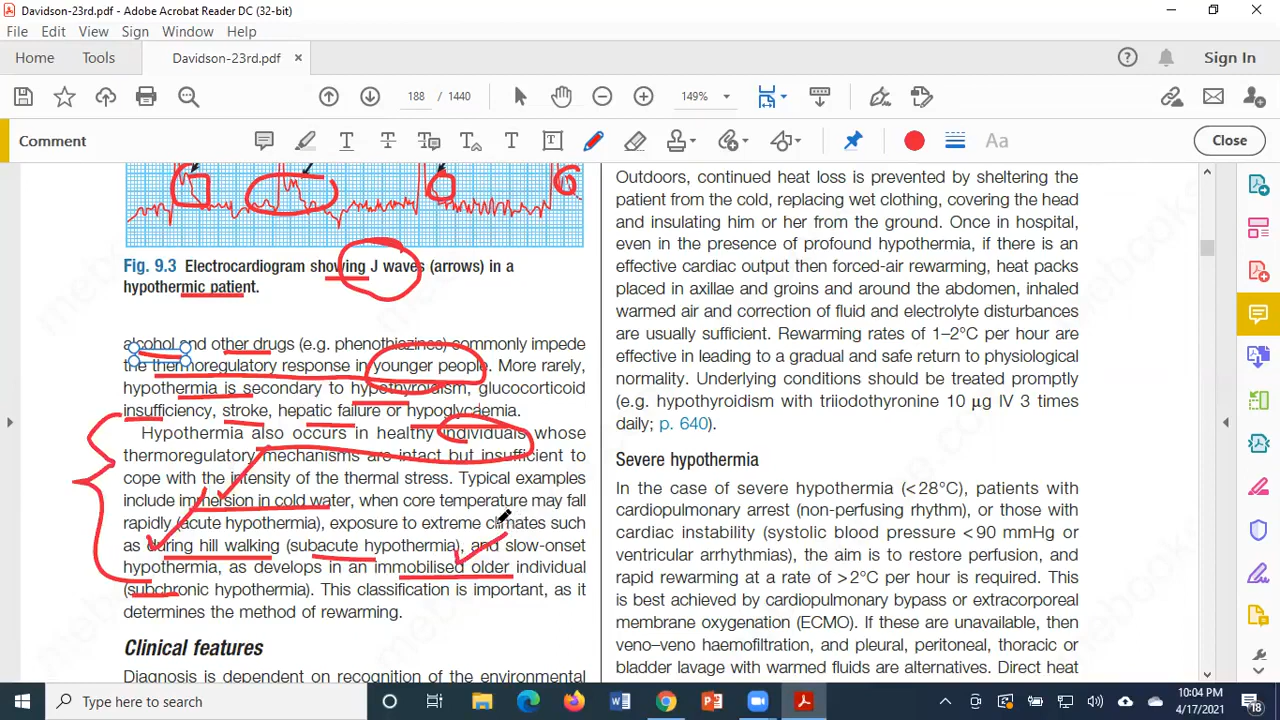 Davidson-23rd.pdf - Adobe Acrobat Reader DC (32-bit)
File Edit View Sign Window Help
Home Tools Davidson-23rd.pdf × Sign In
188 / 1440 149%
Comment Close
Fig. 9.3 Electrocardiogram showing J waves (arrows) in a
hypothermic patient.
alcohol and other drugs (e.g. phenothiazines) commonly impede
the thermoregulatory response in younger people. More rarely,
hypothermia is secondary to hypothyroidism, glucocorticoid
insufficiency, stroke, hepatic failure or hypoglycaemia.
Hypothermia also occurs in healthy individuals whose
thermoregulatory mechanisms are intact but insufficient to
cope with the intensity of the thermal stress. Typical examples
include immersion in cold water, when core temperature may fall
rapidly (acute hypothermia), exposure to extreme climates such
as during hill walking (subacute hypothermia), and slow-onset
hypothermia, as develops in an immobilised older individual
(subchronic hypothermia). This classification is important, as it
determines the method of rewarming.
Clinical features
Diagnosis is dependent on recognition of the environmental
Outdoors, continued heat loss is prevented by sheltering the
patient from the cold, replacing wet clothing, covering the head
and insulating him or her from the ground. Once in hospital,
even in the presence of profound hypothermia, if there is an
effective cardiac output then forced-air rewarming, heat packs
placed in axillae and groins and around the abdomen, inhaled
warmed air and correction of fluid and electrolyte disturbances
are usually sufficient. Rewarming rates of 1–2°C per hour are
effective in leading to a gradual and safe return to physiological
normality. Underlying conditions should be treated promptly
(e.g. hypothyroidism with triiodothyronine 10 μg IV 3 times
daily; p. 640).
Severe hypothermia
In the case of severe hypothermia (<28°C), patients with
cardiopulmonary arrest (non-perfusing rhythm), or those with
cardiac instability (systolic blood pressure <90 mmHg or
ventricular arrhythmias), the aim is to restore perfusion, and
rapid rewarming at a rate of >2°C per hour is required. This
is best achieved by cardiopulmonary bypass or extracorporeal
membrane oxygenation (ECMO). If these are unavailable, then
veno–veno haemofiltration, and pleural, peritoneal, thoracic or
bladder lavage with warmed fluids are alternatives. Direct heat
Type here to search
10:04 PM
4/17/2021
18